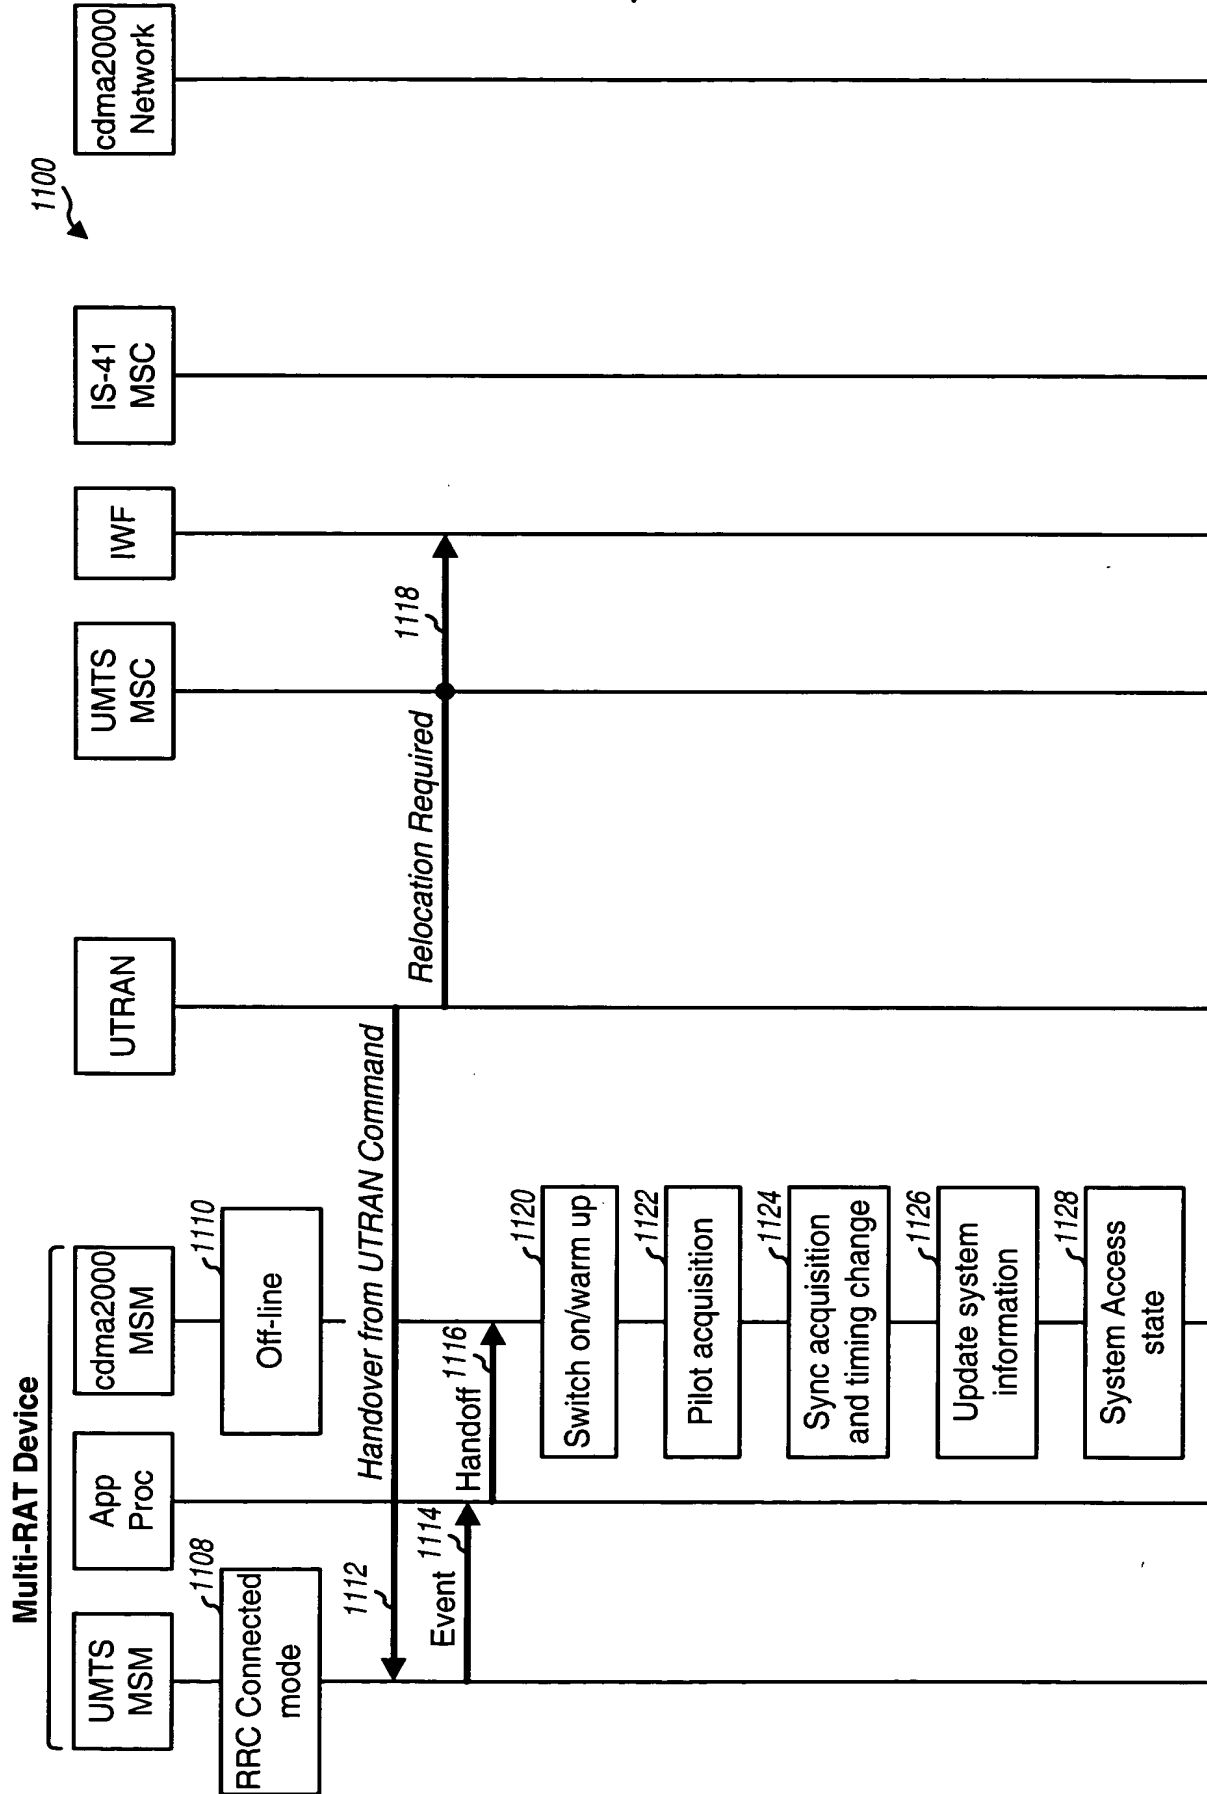 Multi-RAT Device
UMTS
MSM
App
Proc
cdma2000
MSM
UTRAN
UMTS
MSC
IWF
IS-41
MSC
cdma2000
Network
1100
1108
RRC Connected
mode
1110
Off-line
1112
Handover from UTRAN Command
Relocation Required
1118
Event
1114
Handoff
1116
1120
Switch on/warm up
1122
Pilot acquisition
1124
Sync acquisition
and timing change
1126
Update system
information
1128
System Access
state